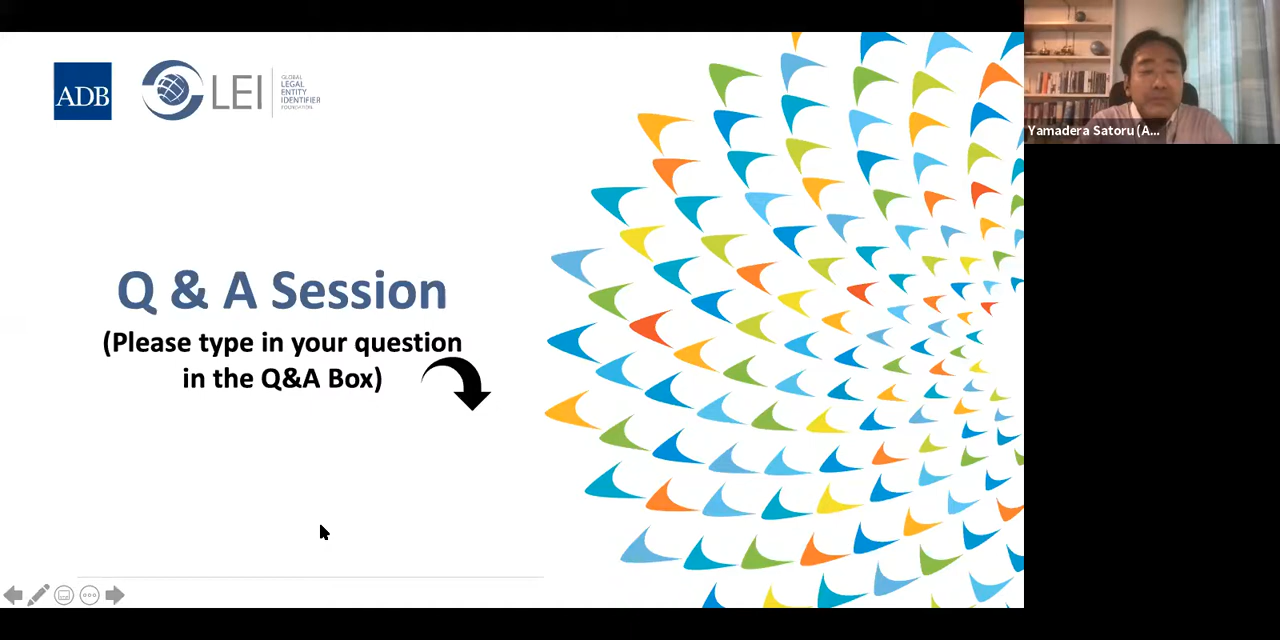 ADB
LEI
GLOBAL
LEGAL
ENTITY
IDENTIFIER
FOUNDATION
Yamadera Satoru (A...
Q & A Session
(Please type in your question
in the Q&A Box)